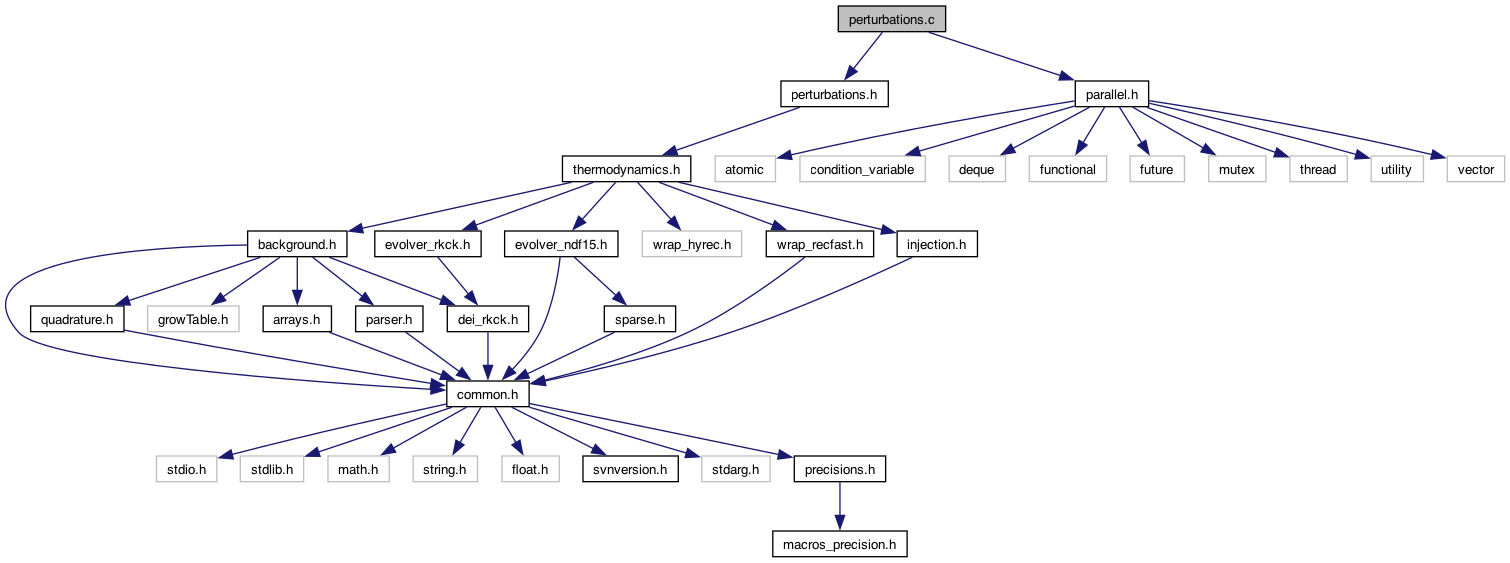 perturbations.c
perturbations.h
parallel.h
thermodynamics.h
atomic
condition_variable
deque
functional
future
mutex
thread
utility
vector
background.h
evolver_rkck.h
evolver_ndf15.h
wrap_hyrec.h
wrap_recfast.h
injection.h
quadrature.h
growTable.h
arrays.h
parser.h
dei_rkck.h
sparse.h
common.h
stdio.h
stdlib.h
math.h
string.h
float.h
svnversion.h
stdarg.h
precisions.h
macros_precision.h